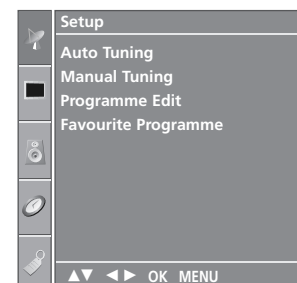 Setup
Auto Tuning
Manual Tuning
Programme Edit
Favourite Programme
▲▼ ◄► OK MENU